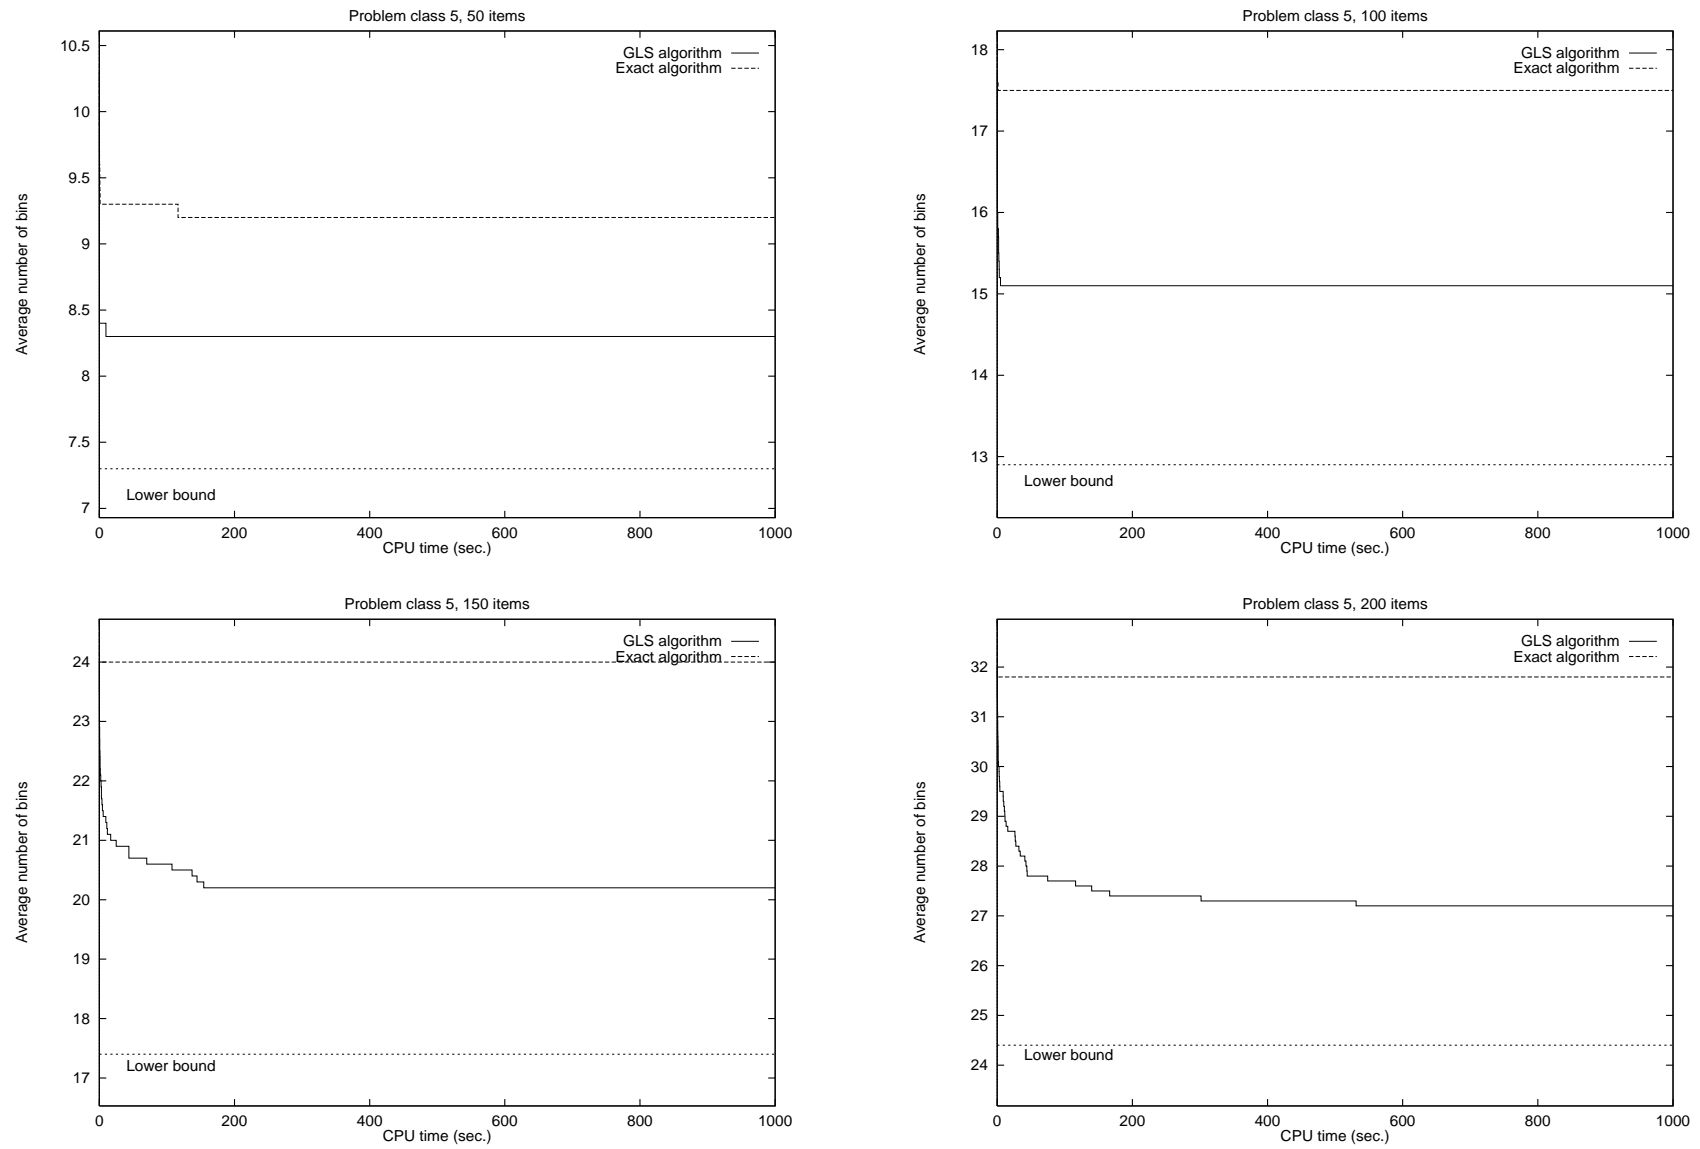 Problem class 5, 50 items
10.5
10
9.5
9
8.5
8
7.5
7
Average number of bins
GLS algorithm
Exact algorithm
Lower bound
0 200 400 600 800 1000
CPU time (sec.)
Problem class 5, 100 items
18
17
16
15
14
13
Average number of bins
GLS algorithm
Exact algorithm
Lower bound
0 200 400 600 800 1000
CPU time (sec.)
Problem class 5, 150 items
24
23
22
21
20
19
18
17
Average number of bins
GLS algorithm
Exact algorithm
Lower bound
0 200 400 600 800 1000
CPU time (sec.)
Problem class 5, 200 items
32
31
30
29
28
27
26
25
24
Average number of bins
GLS algorithm
Exact algorithm
Lower bound
0 200 400 600 800 1000
CPU time (sec.)